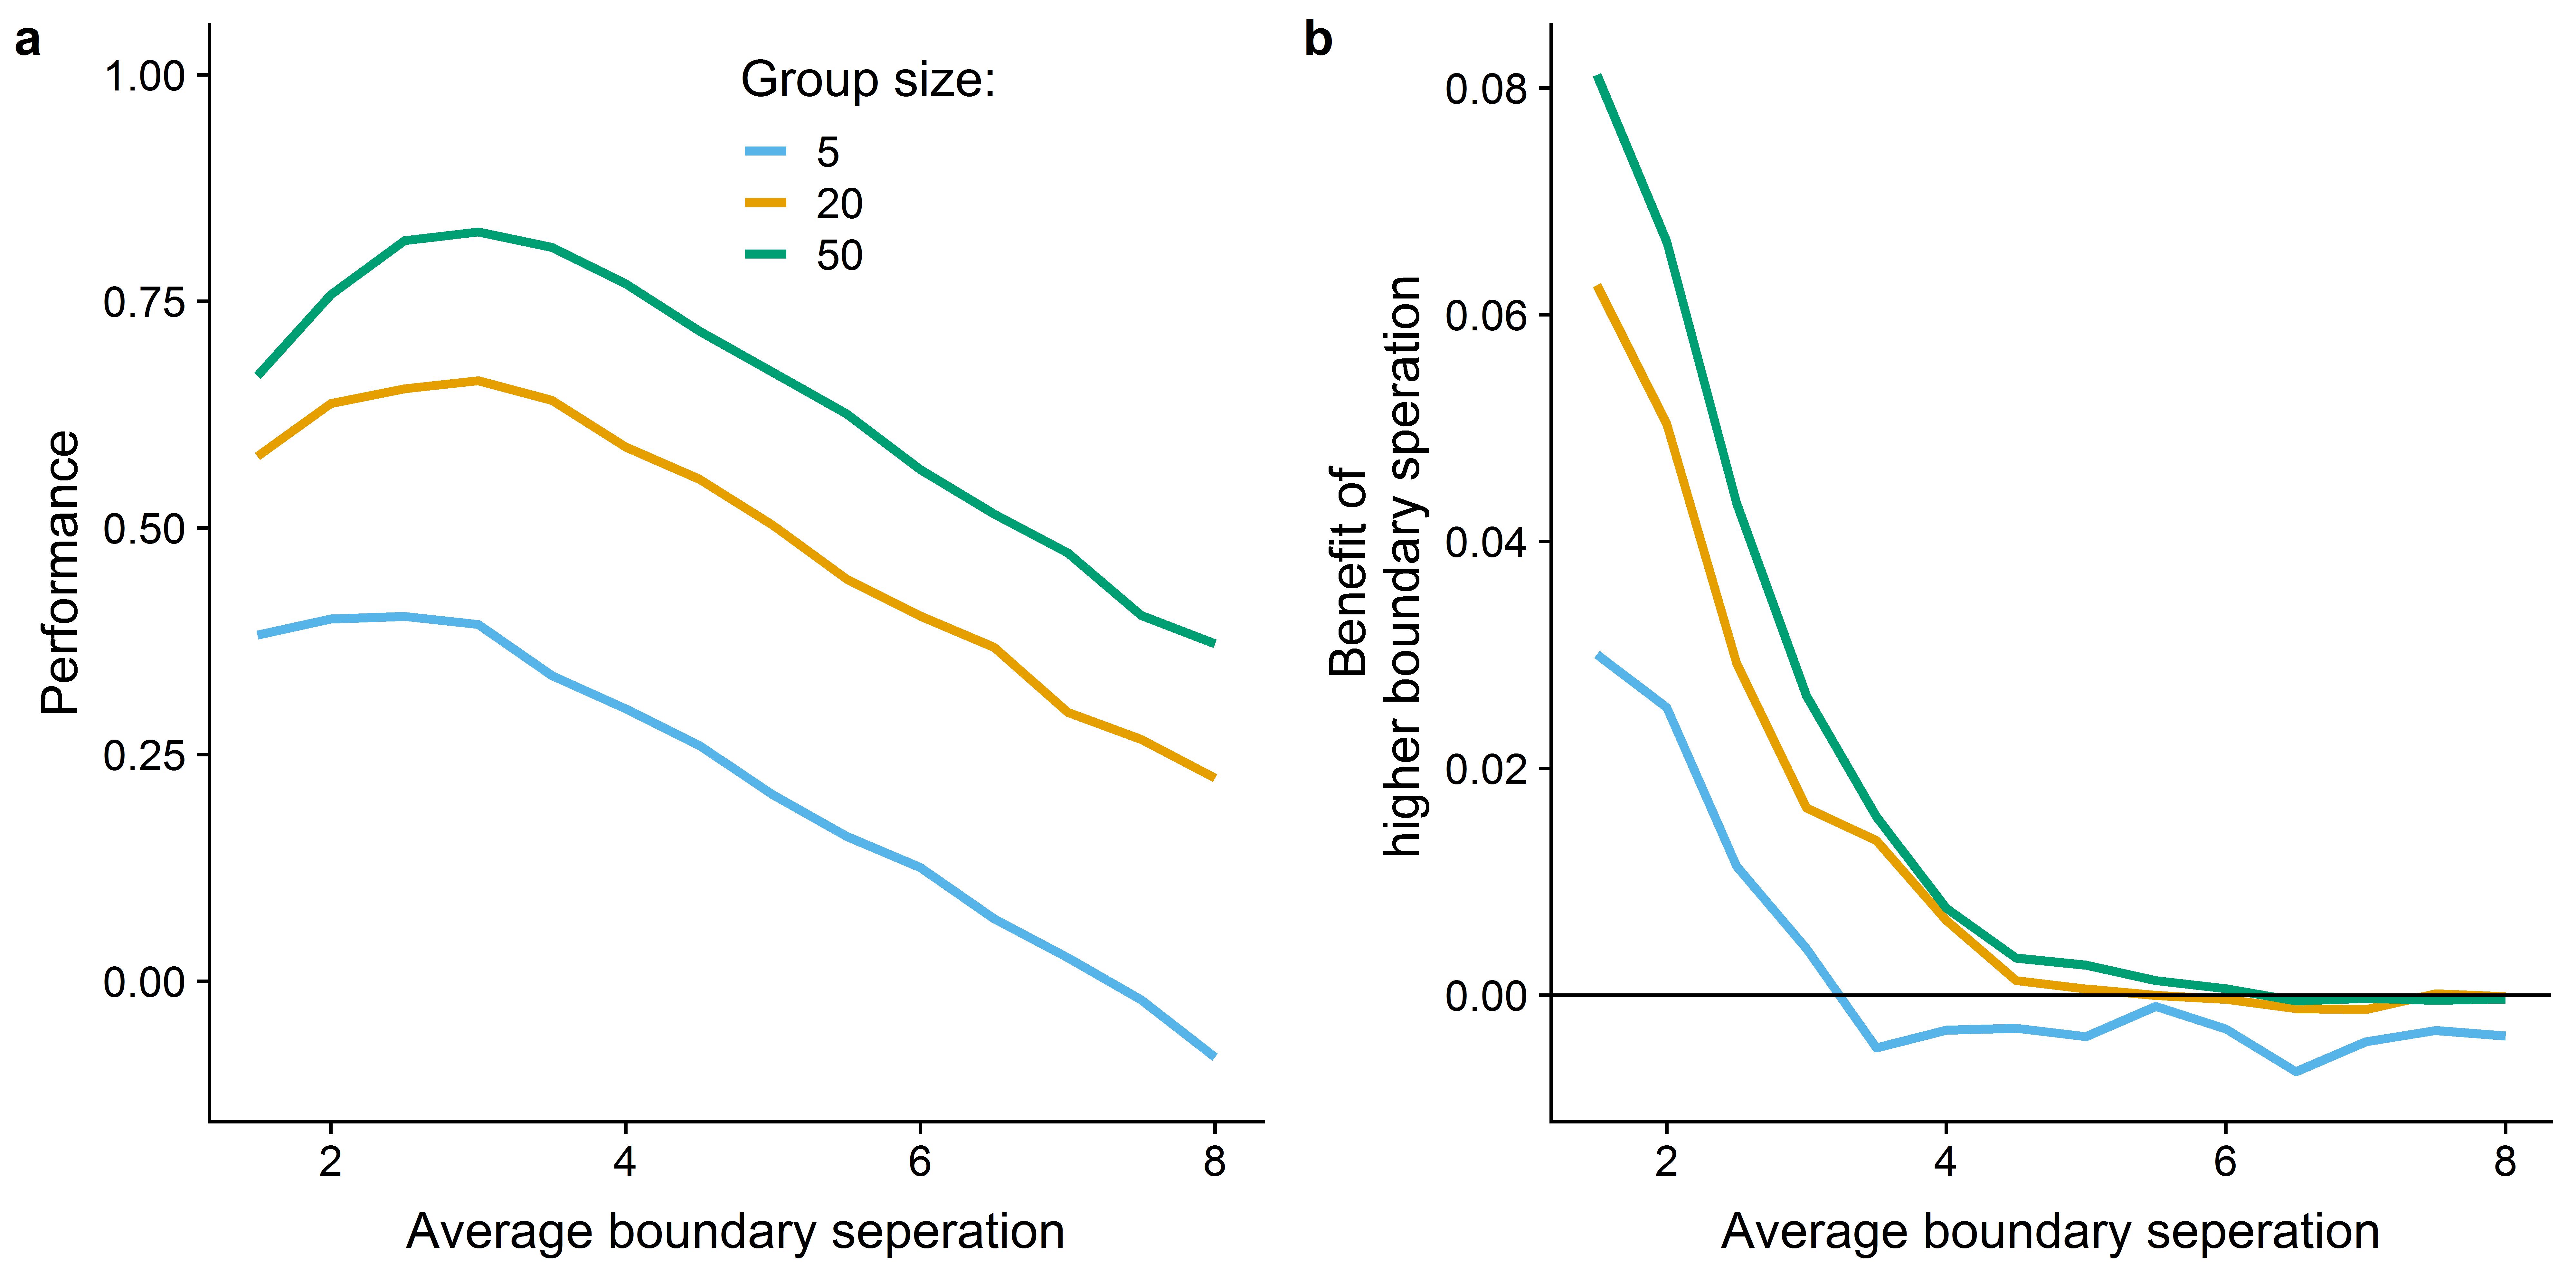 a
1.00
0.75
0.50
0.25
0.00
Performance
Group size:
5
20
50
2 4 6 8
Average boundary seperation
b
0.08
0.06
0.04
0.02
0.00
Benefit of
higher boundary speration
2 4 6 8
Average boundary seperation